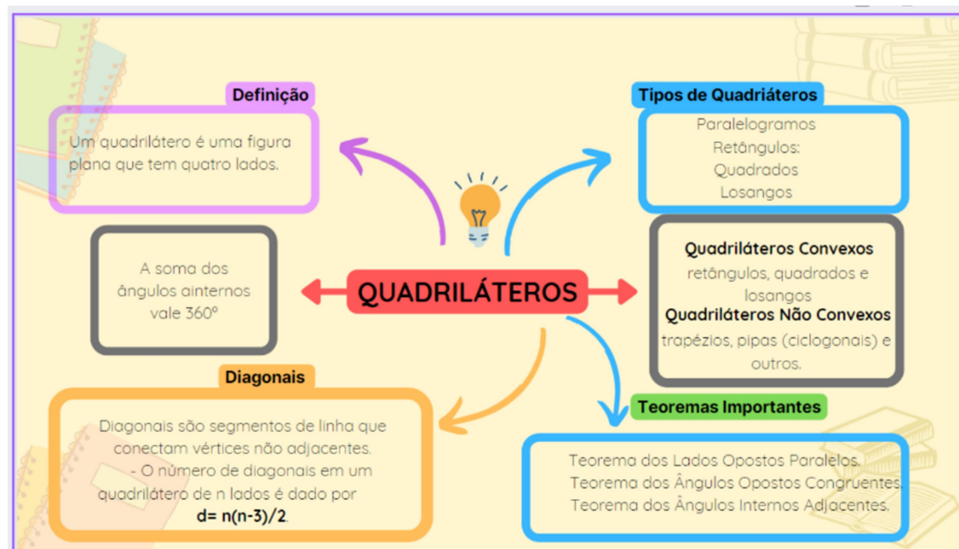 Definição
Um quadrilátero é uma figura
plana que tem quatro lados.
Tipos de Quadriáteros
Paralelogramos
Retângulos:
Quadrados
Losangos
A soma dos
ângulos ainternos
vale 360º
QUADRILÁTEROS
Quadriláteros Convexos
retângulos, quadrados e
losangos
Quadriláteros Não Convexos
trapézios, pipas (ciclogonais) e
outros.
Diagonais
Diagonais são segmentos de linha que
conectam vértices não adjacentes.
- O número de diagonais em um
quadrilátero de n lados é dado por
d= n(n-3)/2.
Teoremas Importantes
Teorema dos Lados Opostos Paralelos.
Teorema dos Ângulos Opostos Congruentes.
Teorema dos Ângulos Internos Adjacentes.